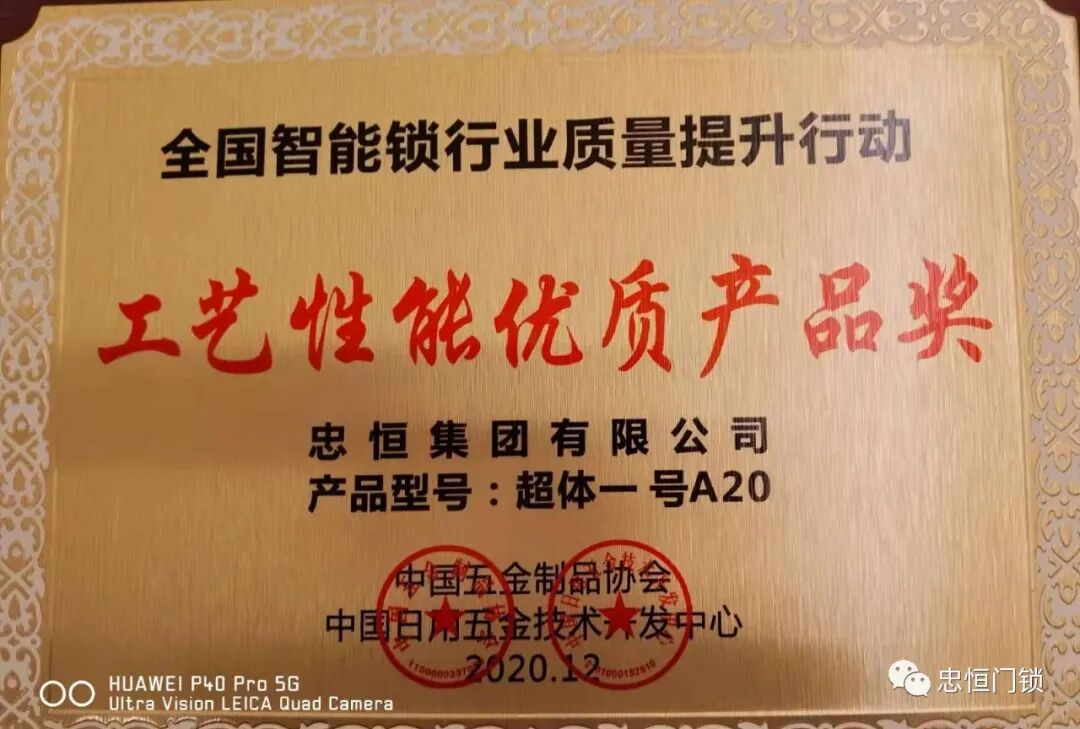 全国智能锁行业质量提升行动
工艺性能优质产品奖
忠恒集团有限公司
产品型号：超体一号A20
中国五金制品协会
中国日用五金技术开发中心
2020.12
HUAWEI P40 Pro 5G
Ultra Vision LEICA Quad Camera
忠恒门锁